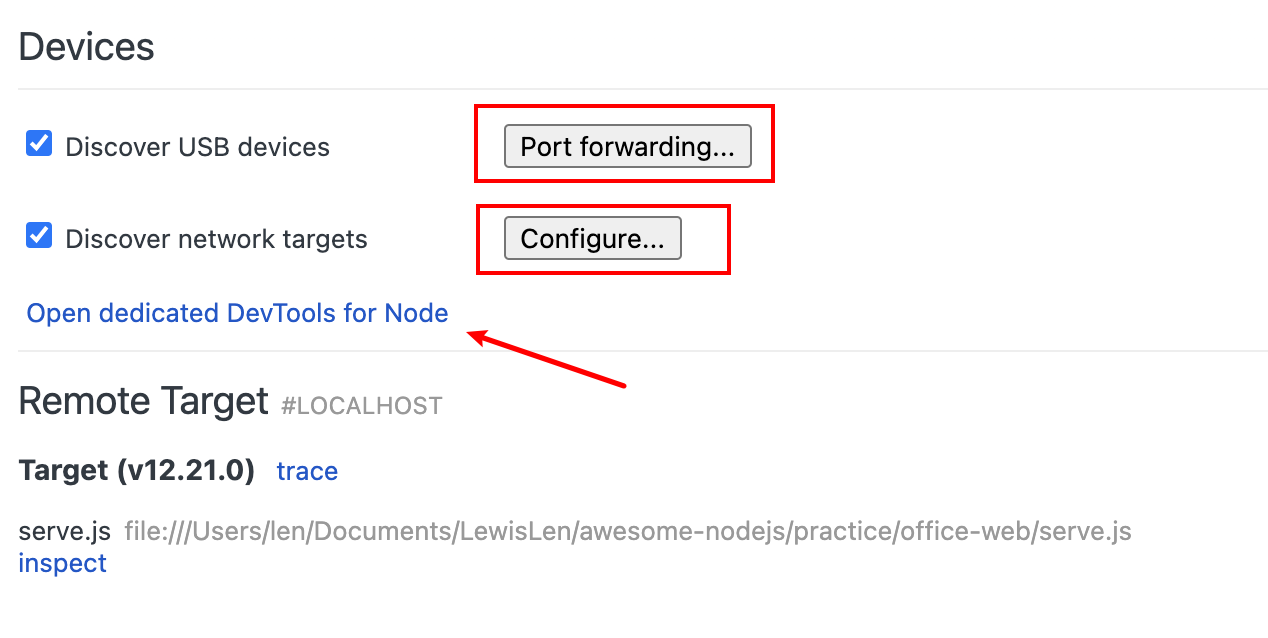 Devices
Discover USB devices Port forwarding...
Discover network targets Configure...
Open dedicated DevTools for Node
Remote Target #LOCALHOST
Target (v12.21.0) trace
serve.js file:///Users/len/Documents/LewisLen/awesome-nodejs/practice/office-web/serve.js
inspect